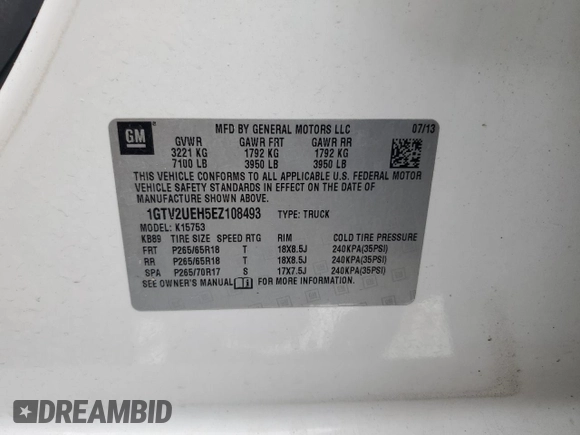 GM
MFD BY GENERAL MOTORS LLC 07/13
GVWR GAWR FRT GAWR RR
3221 KG 1792 KG 1792 KG
7100 LB 3950 LB 3950 LB
THIS VEHICLE CONFORMS TO ALL APPLICABLE U.S. FEDERAL MOTOR
VEHICLE SAFETY STANDARDS IN EFFECT ON THE DATE OF
MANUFACTURE SHOWN ABOVE.
1GTV2UEH5EZ108493 TYPE: TRUCK
MODEL: K15753
KB89 TIRE SIZE SPEED RTG RIM COLD TIRE PRESSURE
FRT P265/65R18 T 18X8.5J 240KPA(35PSI)
RR P265/65R18 T 18X8.5J 240KPA(35PSI)
SPA P265/70R17 S 17X7.5J 240KPA(35PSI)
SEE OWNER'S MANUAL FOR MORE INFORMATION.
DREAMBID